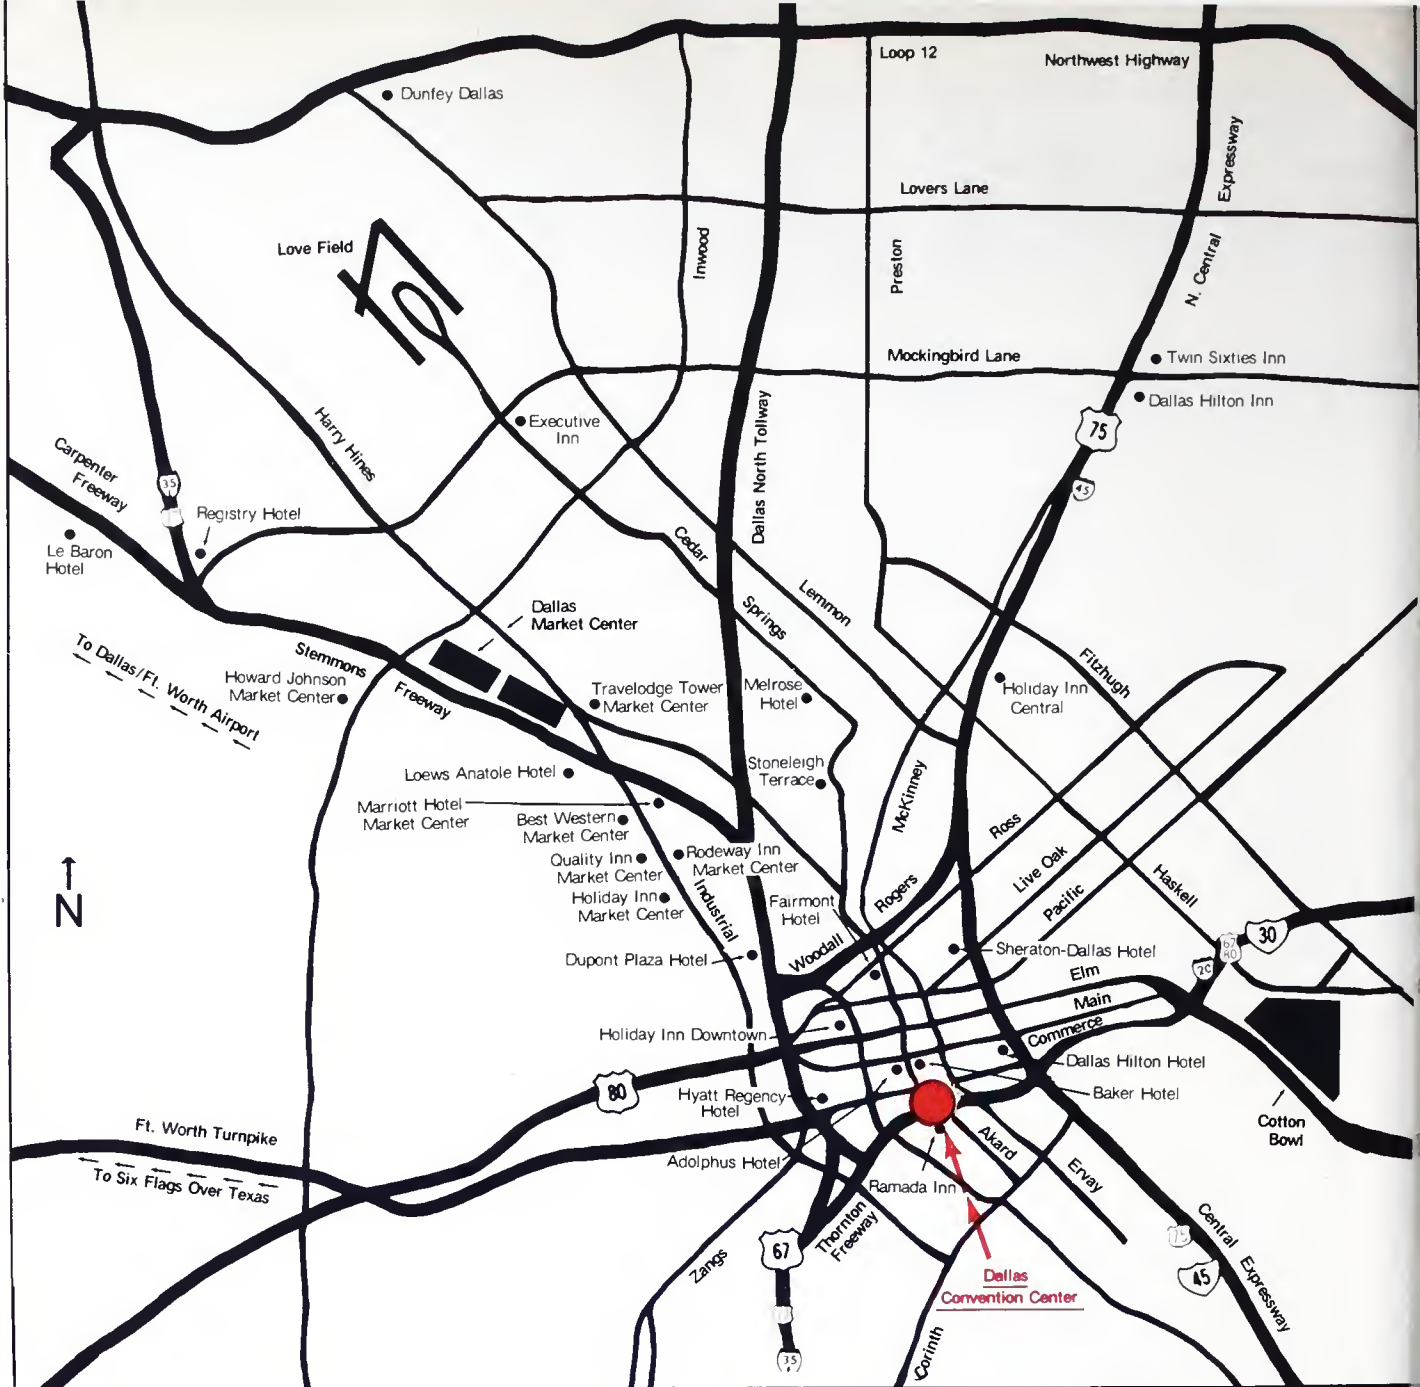 Loop 12
Northwest Highway
Dunfey Dallas
Expressway
Lovers Lane
Love Field
Inwood
Preston
N. Central
Mockingbird Lane
Twin Sixties Inn
Dallas Hilton Inn
Harry Hines
Executive
Inn
Dallas North Tollway
75
45
Carpenter
Freeway
35
Registry Hotel
Le Baron
Hotel
Cedar
Springs
Lemmon
Dallas
Market Center
To Dallas/Ft. Worth Airport
Stemmons
Freeway
Howard Johnson
Market Center
Travelodge Tower
Market Center
Melrose
Hotel
Holiday Inn
Central
Fitzhugh
Loews Anatole Hotel
Stoneleigh
Terrace
McKinney
Marriott Hotel
Market Center
Best Western
Market Center
Quality Inn
Market Center
Holiday Inn
Market Center
Rodeway Inn
Market Center
Industrial
Ross
Live Oak
Pacific
Haskell
N
Fairmont
Hotel
Rogers
Woodall
Dupont Plaza Hotel
Sheraton-Dallas Hotel
67
80
30
20
Elm
Main
Commerce
Holiday Inn Downtown
Dallas Hilton Hotel
Baker Hotel
80
Hyatt Regency
Hotel
Cotton
Bowl
Ft. Worth Turnpike
To Six Flags Over Texas
Adolphus Hotel
Ramada Inn
Akard
Ervay
Thornton
Freeway
67
Zangs
Central Expressway
75
45
Dallas
Convention Center
Corinth
35